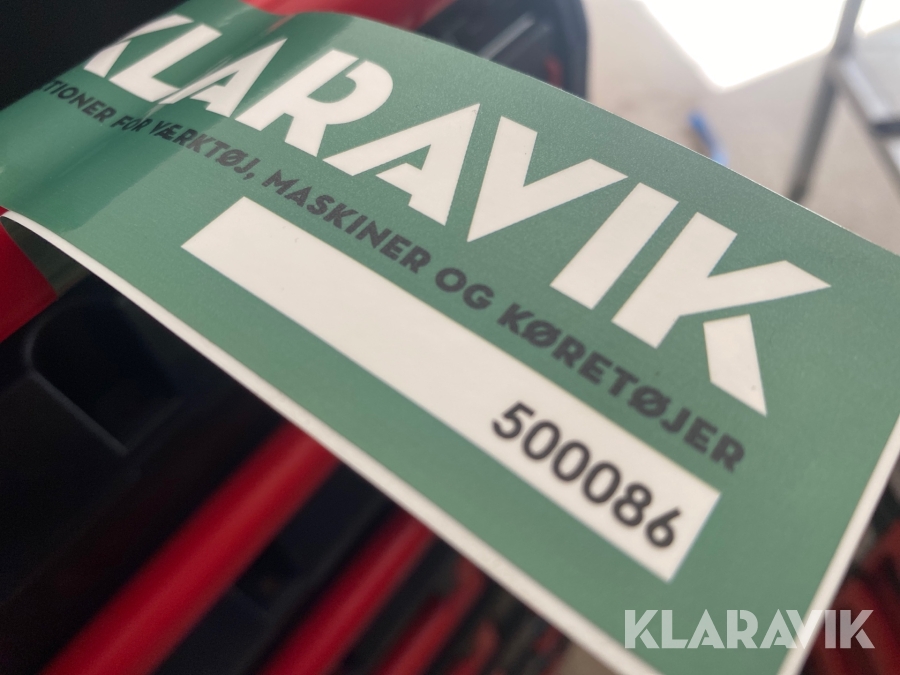 KLARAVIK
TIONER FOR VÆRKTØJ, MASKINER OG KØRETØJER
500086
KLARAVIK